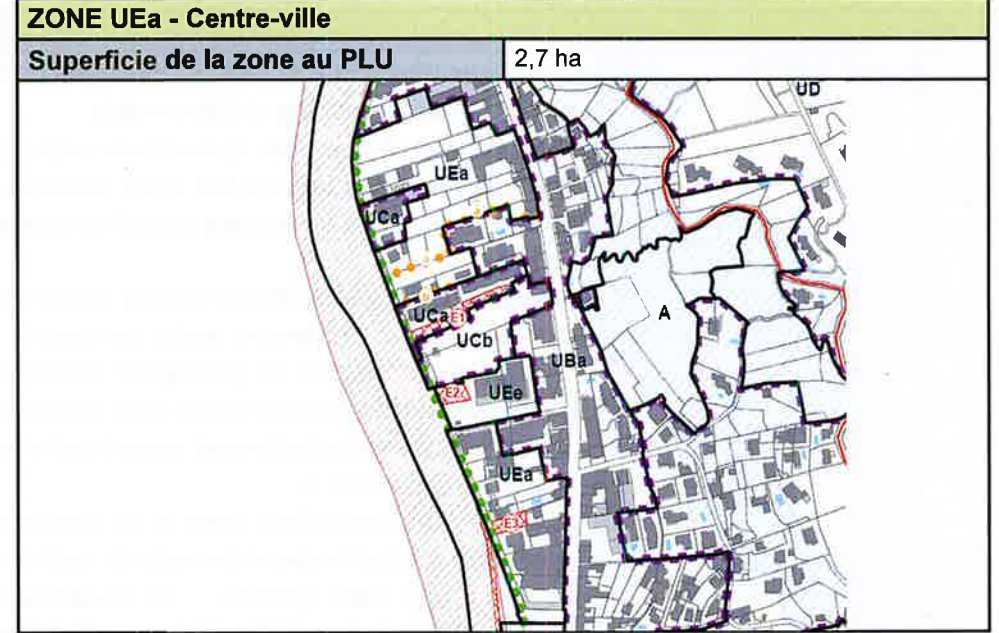 ZONE UEa - Centre-ville
Superficie de la zone au PLU
2,7 ha
UD
UEa
UCa
UCa
E1
UCb
A
UBa
E2
UEe
UEa
E3